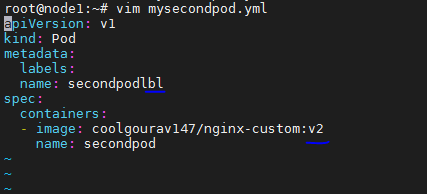 root@node1:~# vim mysecondpod.yml
apiVersion: v1
kind: Pod
metadata:
  labels:
  name: secondpodlbl
spec:
  containers:
  - image: coolgourav147/nginx-custom:v2
    name: secondpod
~
~
~